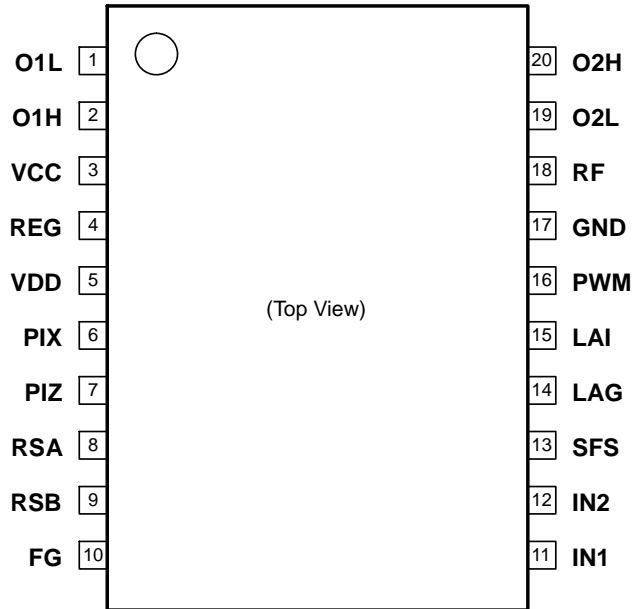 O1L 1 20 O2H
O1H 2 19 O2L
VCC 3 18 RF
REG 4 17 GND
VDD 5 16 PWM
(Top View)
PIX 6 15 LAI
PIZ 7 14 LAG
RSA 8 13 SFS
RSB 9 12 IN2
FG 10 11 IN1